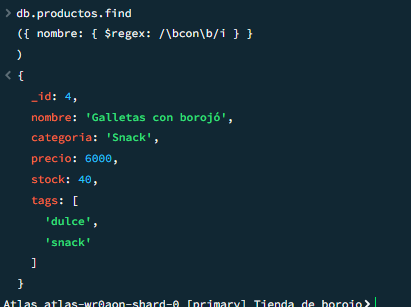 > db.productos.find
({ nombre: { $regex: /\bcon\b/i } }
)
< {
_id: 4,
nombre: 'Galletas con borojó',
categoria: 'Snack',
precio: 6000,
stock: 40,
tags: [
'dulce',
'snack'
]
}
Atlas atlas-wr0aon-shard-0 [primary] Tienda de borojo>